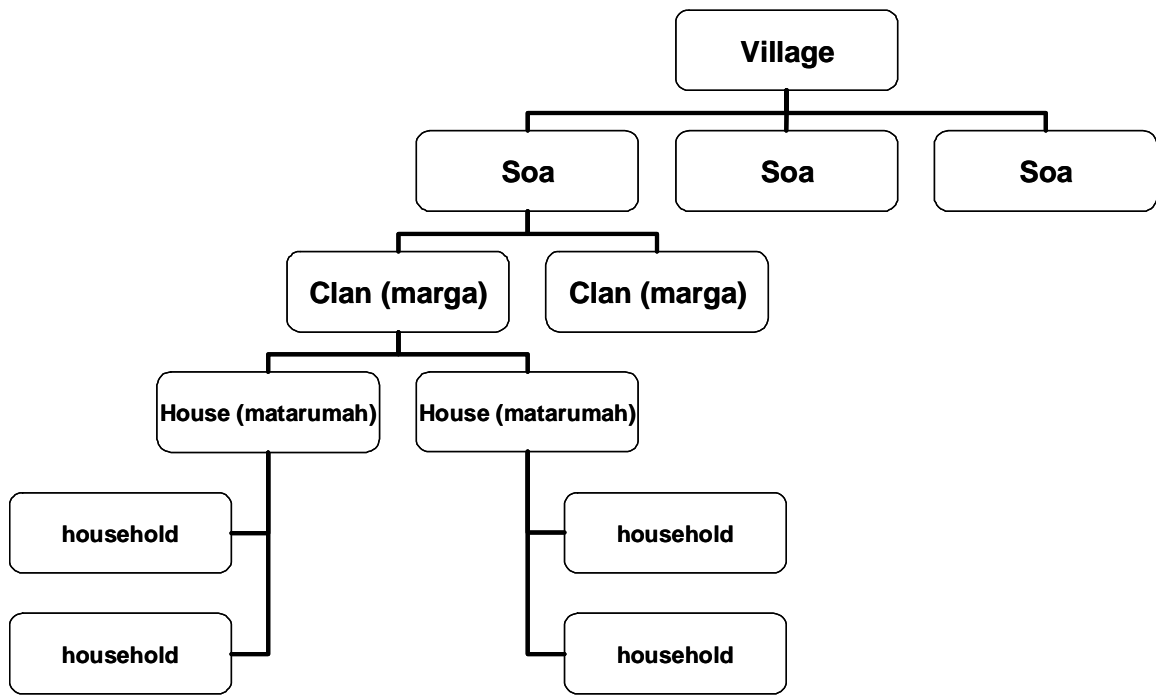 Village
Soa
Soa
Soa
Clan (marga)
Clan (marga)
House (matarumah)
House (matarumah)
household
household
household
household